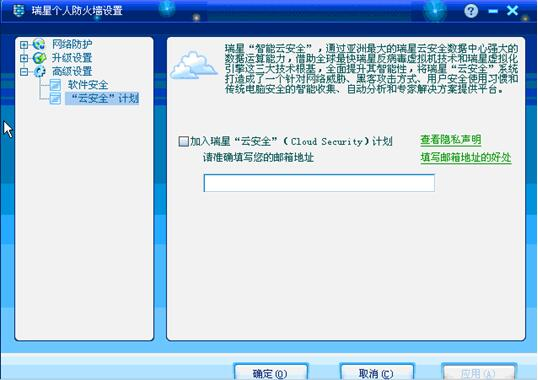 瑞星个人防火墙设置
网络防护
升级设置
高级设置
软件安全
“云安全”计划
瑞星“智能云安全”,通过亚洲最大的瑞星云安全数据中心强大的
数据运算能力,借助全球最快瑞星反病毒虚拟机技术和瑞星虚拟化
引擎这三大技术根基,全面提升其智能性,将瑞星“云安全”系统
打造成了一个针对网络威胁、黑客攻击方式、用户安全使用习惯和
传统电脑安全的智能收集、自动分析和专家解决方案提供平台。
加入瑞星“云安全”(Cloud Security)计划 查看隐私声明
请准确填写您的邮箱地址 填写邮箱地址的好处
确定(O) 取消(C) 应用(A)